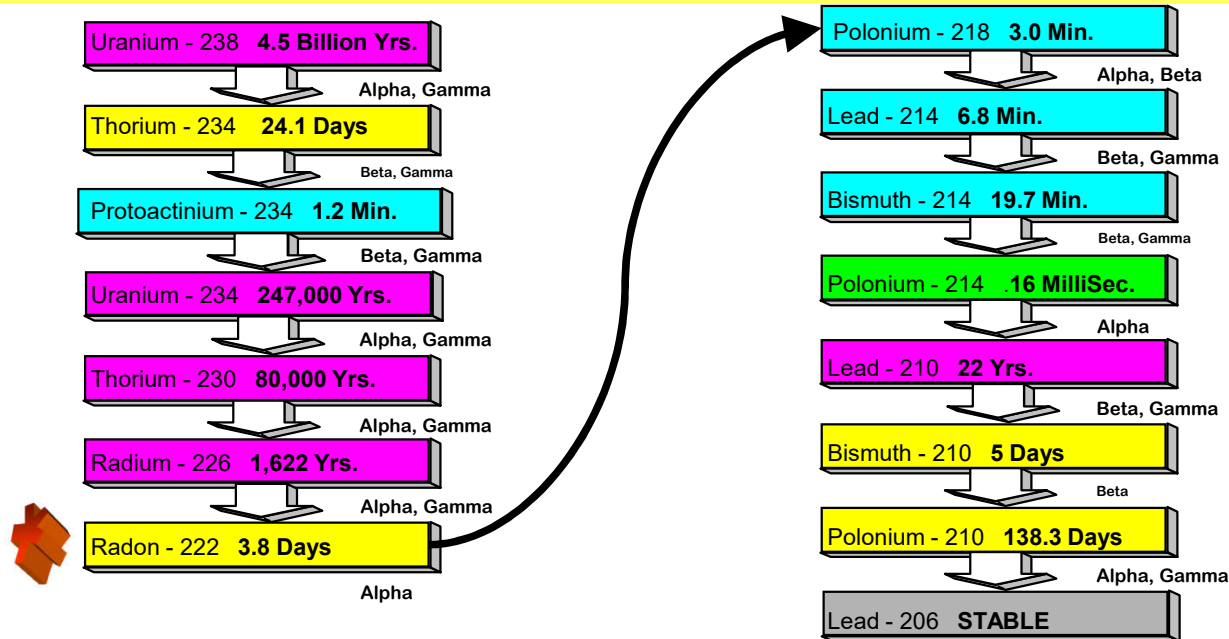 Uranium - 238 4.5 Billion Yrs.
Alpha, Gamma
Thorium - 234 24.1 Days
Beta, Gamma
Protoactinium - 234 1.2 Min.
Beta, Gamma
Uranium - 234 247,000 Yrs.
Alpha, Gamma
Thorium - 230 80,000 Yrs.
Alpha, Gamma
Radium - 226 1,622 Yrs.
Alpha, Gamma
Radon - 222 3.8 Days
Alpha
Polonium - 218 3.0 Min.
Alpha, Beta
Lead - 214 6.8 Min.
Beta, Gamma
Bismuth - 214 19.7 Min.
Beta, Gamma
Polonium - 214 .16 MilliSec.
Alpha
Lead - 210 22 Yrs.
Beta, Gamma
Bismuth - 210 5 Days
Beta
Polonium - 210 138.3 Days
Alpha, Gamma
Lead - 206 STABLE